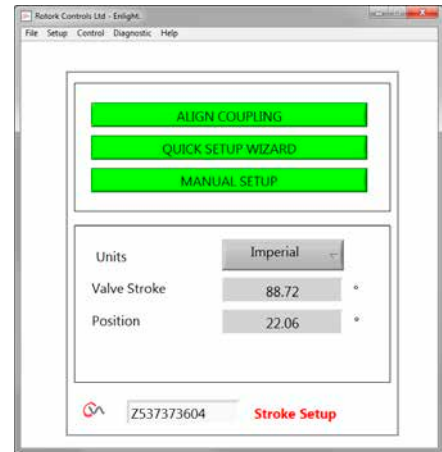 Rotork Controls Ltd - Enlight.
File Setup Control Diagnostic Help
ALIGN COUPLING
QUICK SETUP WIZARD
MANUAL SETUP
Units Imperial
Valve Stroke 88.72 °
Position 22.06 °
Z537373604 Stroke Setup